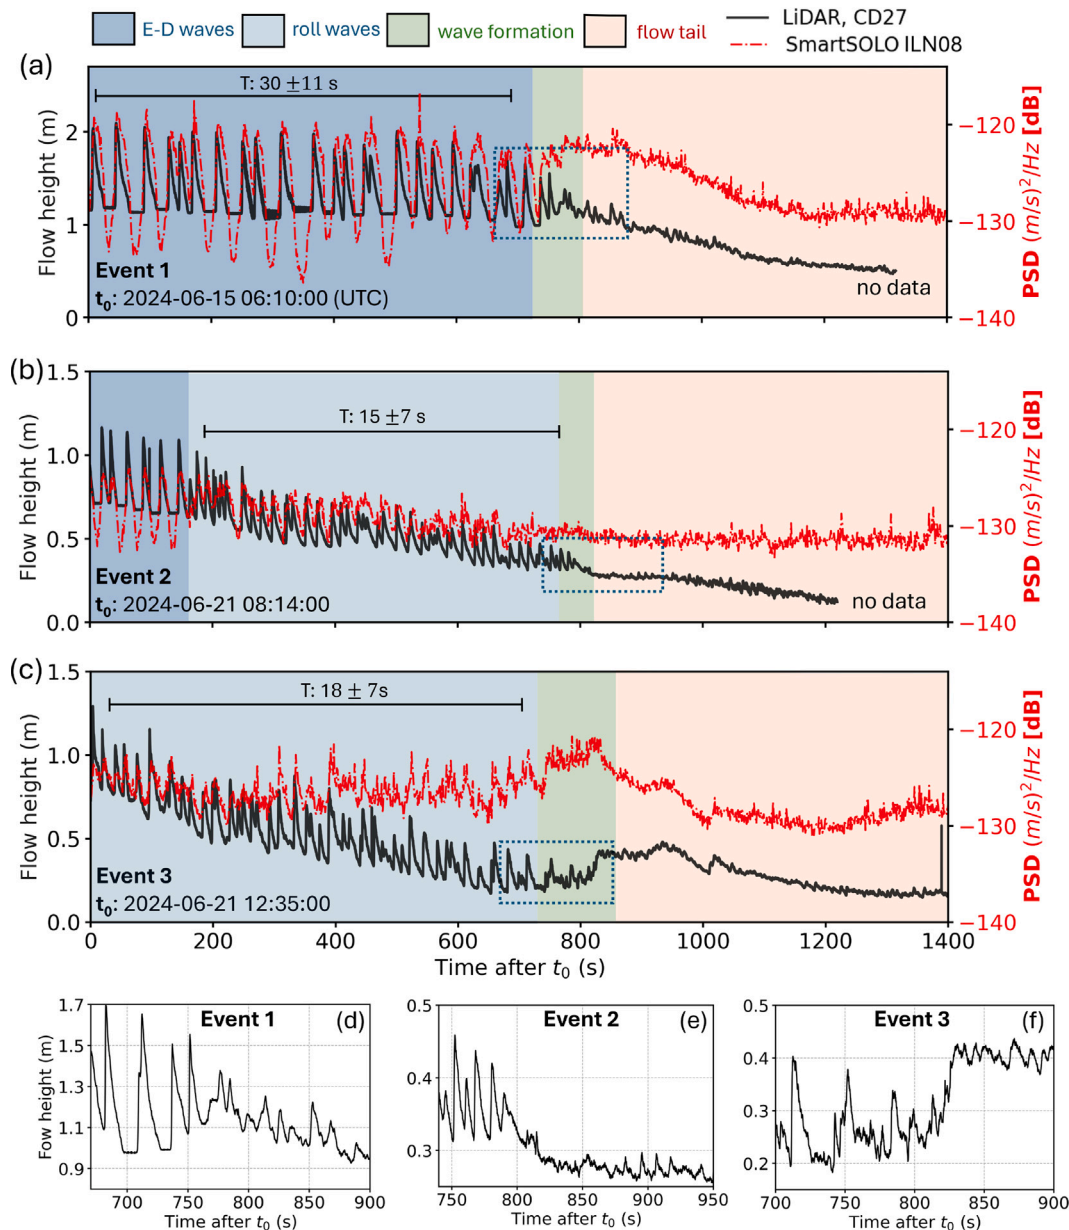 E-D waves roll waves wave formation flow tail LiDAR, CD27
SmartSOLO ILN08
(a)
T: 30 ±11 s
2
1
0
Flow height (m)
Event 1
t0: 2024-06-15 06:10:00 (UTC)
no data
−120
−130
−140
PSD (m/s)²/Hz [dB]
(b)
1.5
1.0
0.5
0.0
Flow height (m)
T: 15 ±7 s
Event 2
t0: 2024-06-21 08:14:00
no data
−120
−130
−140
PSD (m/s)²/Hz [dB]
(c)
1.5
1.0
0.5
0.0
Flow height (m)
T: 18 ± 7s
Event 3
t0: 2024-06-21 12:35:00
−120
−130
−140
PSD (m/s)²/Hz [dB]
0 200 400 600 800 1000 1200 1400
Time after t0 (s)
Event 1 (d)
1.7
1.5
1.3
1.1
0.9
Fow height (m)
700 750 800 850 900
Time after t0 (s)
Event 2 (e)
0.5
0.4
0.3
750 800 850 900 950
Time after t0 (s)
Event 3 (f)
0.5
0.4
0.3
0.2
700 750 800 850 900
Time after t0 (s)